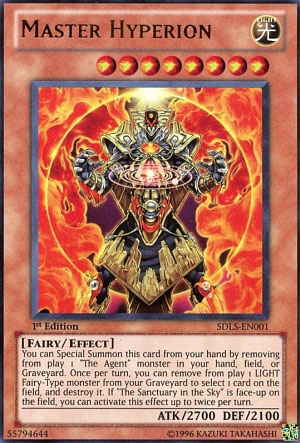 MASTER HYPERION
LIGHT
光
1st Edition
SDLS-EN001
[FAIRY/EFFECT]
You can Special Summon this card from your hand by removing
from play 1 "The Agent" monster in your hand, field, or
Graveyard. Once per turn, you can remove from play 1 LIGHT
Fairy-Type monster from your Graveyard to select 1 card on the
field, and destroy it. If "The Sanctuary in the Sky" is face-up on
the field, you can activate this effect up to twice per turn.
ATK/2700 DEF/2100
55794644
©1996 KAZUKI TAKAHASHI